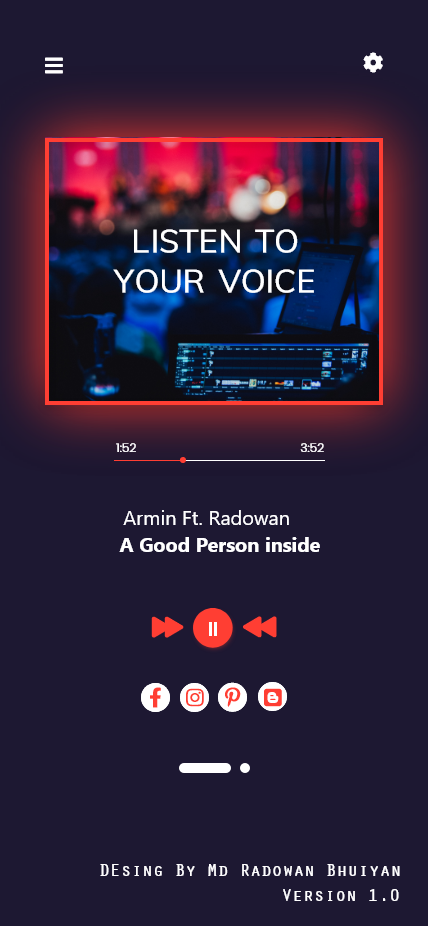 LISTEN TO
YOUR VOICE
1:52 3:52
Armin Ft. Radowan
A Good Person inside
DEsing By Md Radowan Bhuiyan
Version 1.0